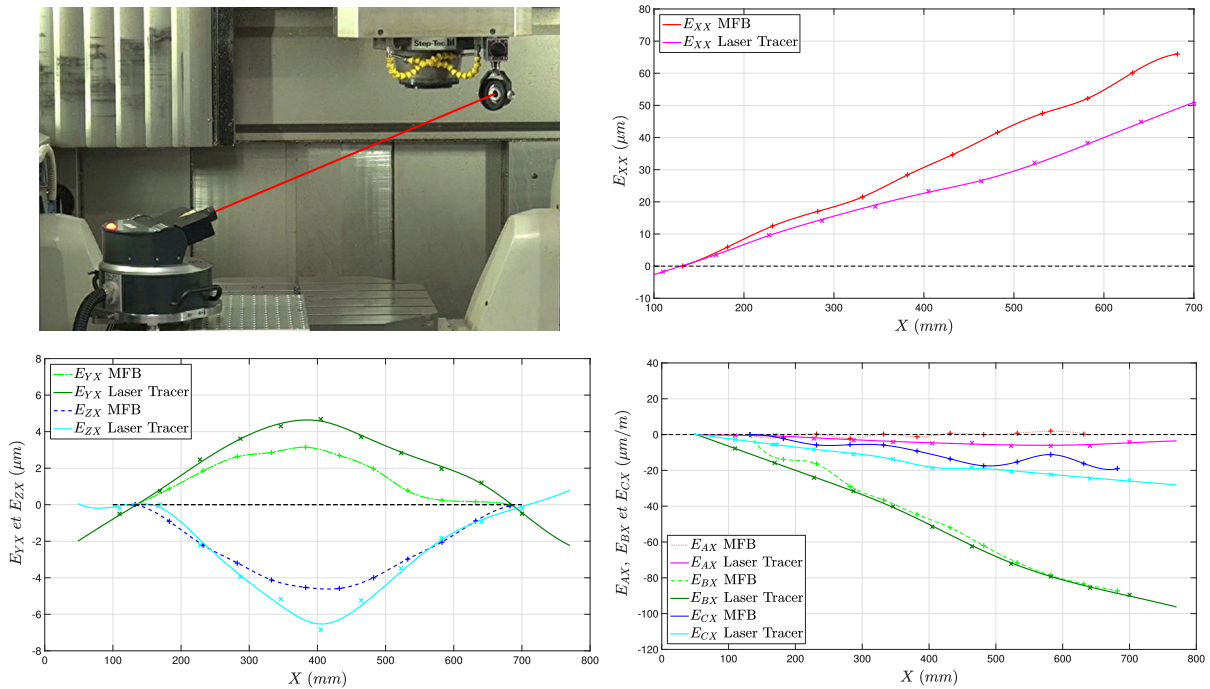 Step-Tec
E_XX MFB
E_XX Laser Tracer
80
70
60
50
40
30
20
10
0
-10
E_XX (μm)
100 200 300 400 500 600 700
X (mm)
E_YX MFB
E_YX Laser Tracer
E_ZX MFB
E_ZX Laser Tracer
8
6
4
2
0
-2
-4
-6
-8
E_YX et E_ZX (μm)
0 100 200 300 400 500 600 700 800
X (mm)
40
20
0
-20
-40
-60
-80
-100
-120
E_AX, E_BX et E_CX (μm/m)
E_AX MFB
E_AX Laser Tracer
E_BX MFB
E_BX Laser Tracer
E_CX MFB
E_CX Laser Tracer
0 100 200 300 400 500 600 700 800
X (mm)